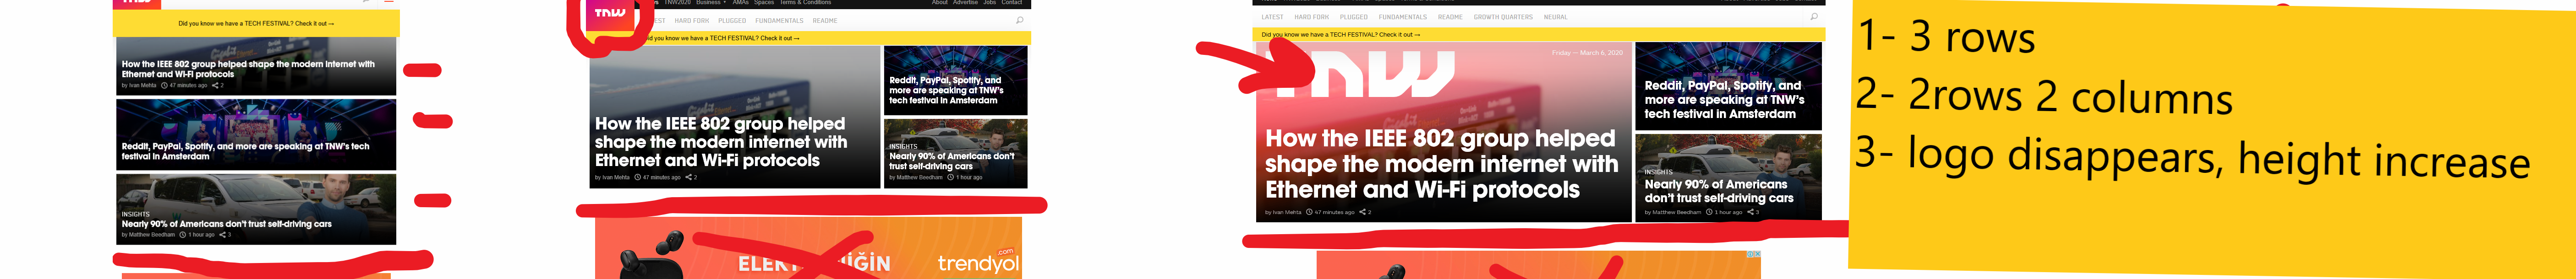 TNW
Did you know we have a TECH FESTIVAL? Check it out →
How the IEEE 802 group helped shape the modern internet with
Ethernet and Wi-Fi protocols
by Ivan Mehta 47 minutes ago 2
Reddit, PayPal, Spotify, and more are speaking at TNW's tech
festival in Amsterdam
INSIGHTS
Nearly 90% of Americans don't trust self-driving cars
by Matthew Beedham 1 hour ago 3
TNW2020 Business AMAs Spaces Terms & Conditions About Advertise Jobs Contact
TNW
EST HARD FORK PLUGGED FUNDAMENTALS README
id you know we have a TECH FESTIVAL? Check it out →
How the IEEE 802 group helped
shape the modern internet with
Ethernet and Wi-Fi protocols
by Ivan Mehta 47 minutes ago 2
Reddit, PayPal, Spotify, and
more are speaking at TNW's
tech festival in Amsterdam
INSIGHTS
Nearly 90% of Americans don't
trust self-driving cars
by Matthew Beedham 1 hour ago
trendyol
.com
LATEST HARD FORK PLUGGED FUNDAMENTALS README GROWTH QUARTERS NEURAL
Did you know we have a TECH FESTIVAL? Check it out →
TNW
Friday — March 6, 2020
How the IEEE 802 group helped
shape the modern internet with
Ethernet and Wi-Fi protocols
by Ivan Mehta 47 minutes ago 2
Reddit, PayPal, Spotify, and
more are speaking at TNW's
tech festival in Amsterdam
INSIGHTS
Nearly 90% of Americans
don't trust self-driving cars
by Matthew Beedham 1 hour ago 3
1- 3 rows
2- 2rows 2 columns
3- logo disappears, height increase